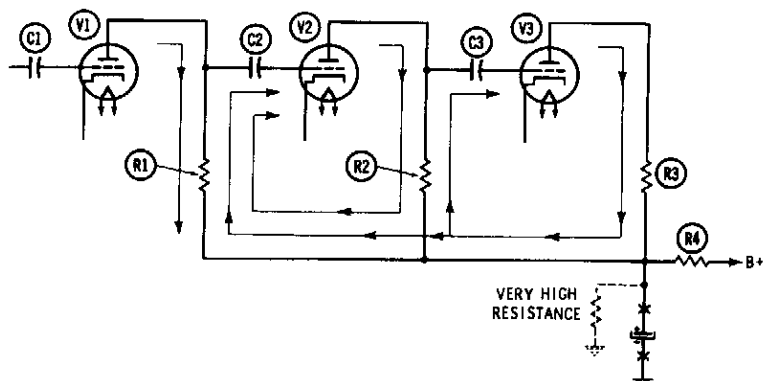 V1
V2
V3
C1
C2
C3
R1
R2
R3
R4
B+
VERY HIGH
RESISTANCE
+